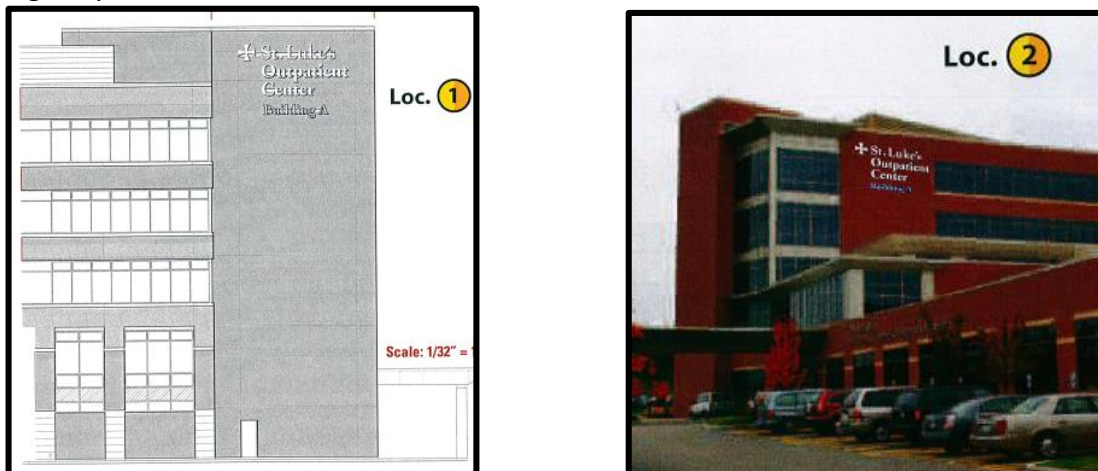 St. Luke's
Outpatient
Center
Building A
Loc. 1
Scale: 1/32" =
Loc. 2
St. Luke's
Outpatient
Center